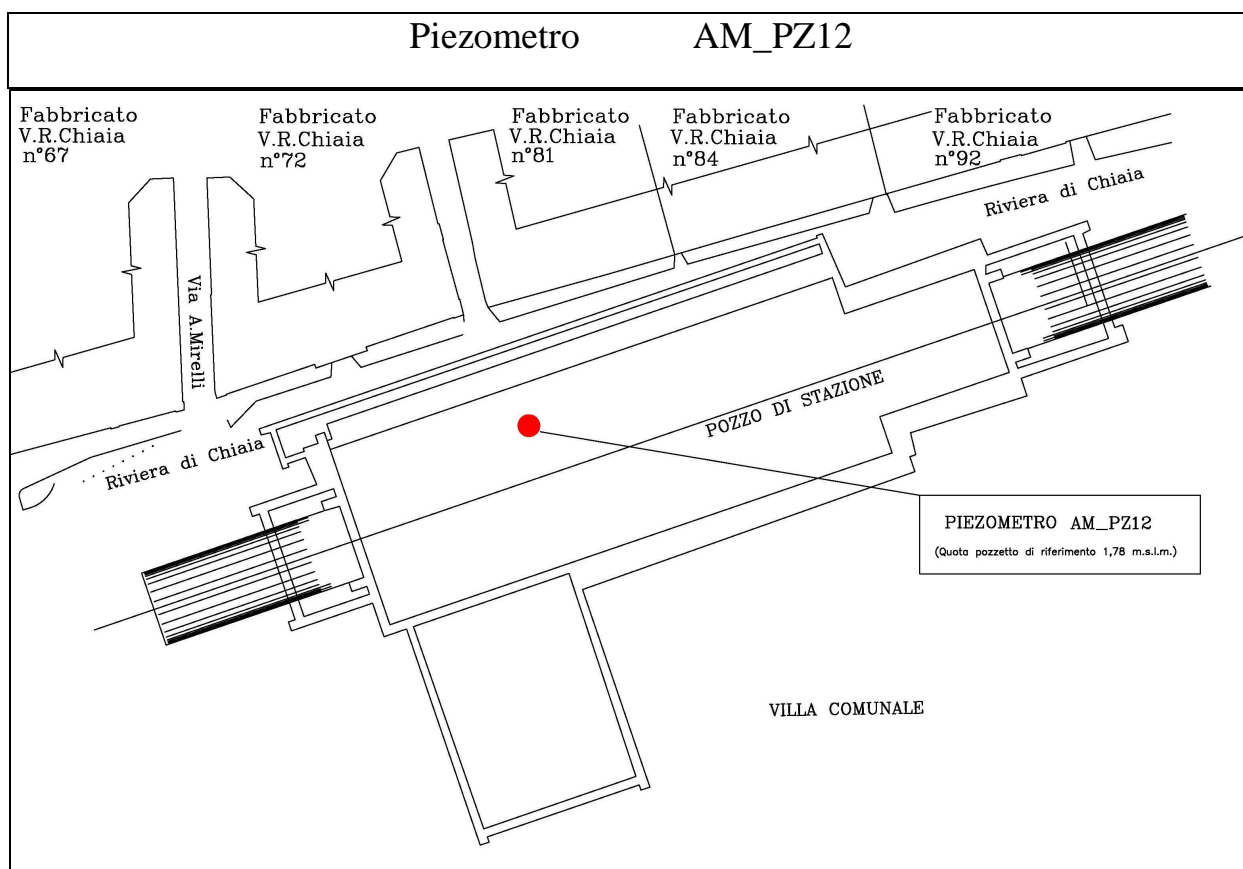 Piezometro AM_PZ12
Fabbricato
V.R.Chiaia
n°67
Fabbricato
V.R.Chiaia
n°72
Fabbricato
V.R.Chiaia
n°81
Fabbricato
V.R.Chiaia
n°84
Fabbricato
V.R.Chiaia
n°92
Riviera di Chiaia
Via A.Mirelli
POZZO DI STAZIONE
Riviera di Chiaia
PIEZOMETRO AM_PZ12
(Quota pozzetto di riferimento 1,78 m.s.l.m.)
VILLA COMUNALE